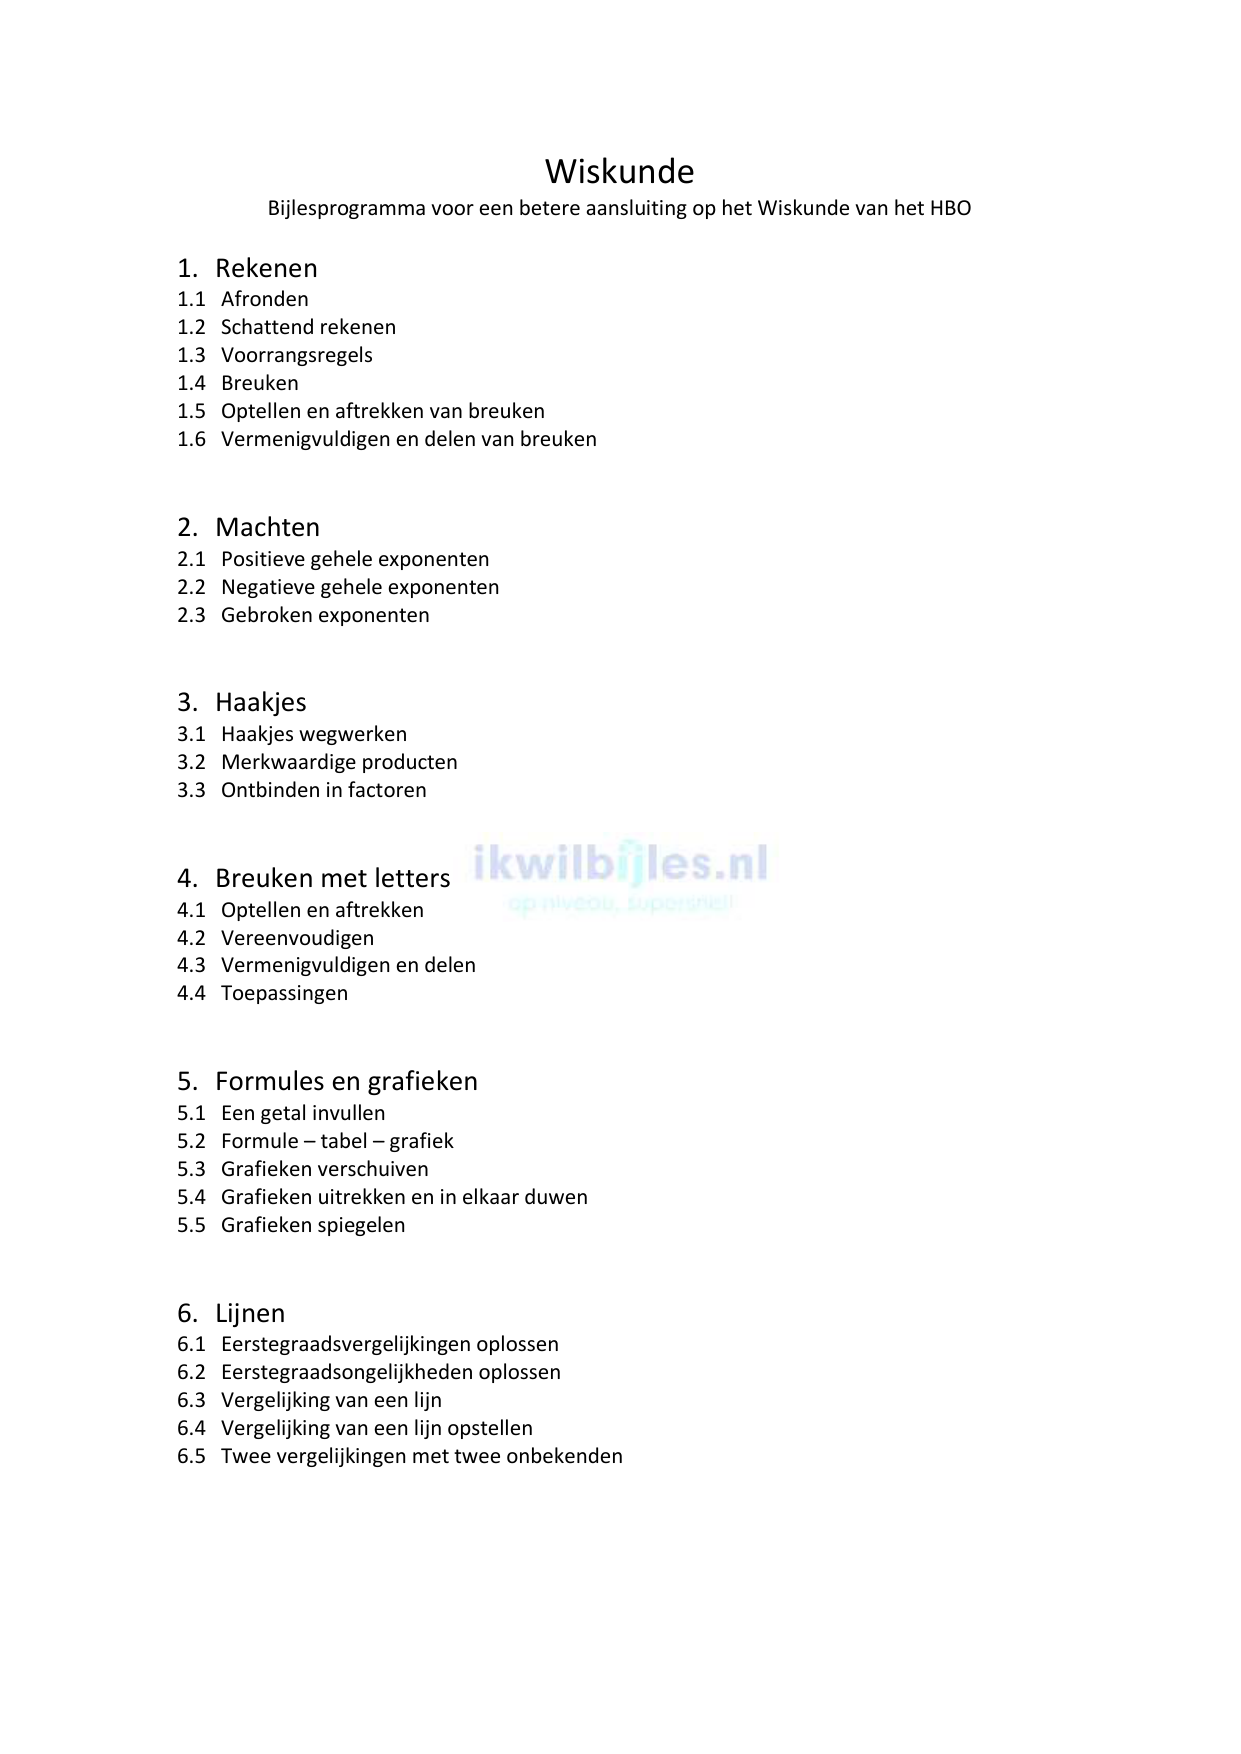 Wiskunde
Bijlesprogramma voor een betere aansluiting op het Wiskunde van het HBO
1. Rekenen
1.1 Afronden
1.2 Schattend rekenen
1.3 Voorrangsregels
1.4 Breuken
1.5 Optellen en aftrekken van breuken
1.6 Vermenigvuldigen en delen van breuken
2. Machten
2.1 Positieve gehele exponenten
2.2 Negatieve gehele exponenten
2.3 Gebroken exponenten
3. Haakjes
3.1 Haakjes wegwerken
3.2 Merkwaardige producten
3.3 Ontbinden in factoren
ikwilbijles.nl
op niveau, supersnel!
4. Breuken met letters
4.1 Optellen en aftrekken
4.2 Vereenvoudigen
4.3 Vermenigvuldigen en delen
4.4 Toepassingen
5. Formules en grafieken
5.1 Een getal invullen
5.2 Formule – tabel – grafiek
5.3 Grafieken verschuiven
5.4 Grafieken uitrekken en in elkaar duwen
5.5 Grafieken spiegelen
6. Lijnen
6.1 Eerstegraadsvergelijkingen oplossen
6.2 Eerstegraadsongelijkheden oplossen
6.3 Vergelijking van een lijn
6.4 Vergelijking van een lijn opstellen
6.5 Twee vergelijkingen met twee onbekenden